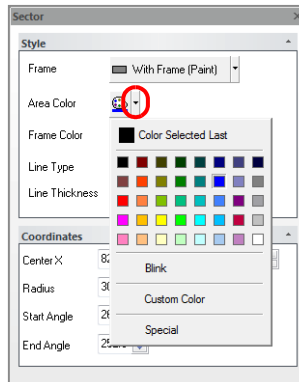 Sector
Style
Frame
With Frame (Paint)
Area Color
Frame Color
Color Selected Last
Line Type
Line Thickness
Coordinates
Center X
Blink
Radius
Custom Color
Start Angle
Special
End Angle